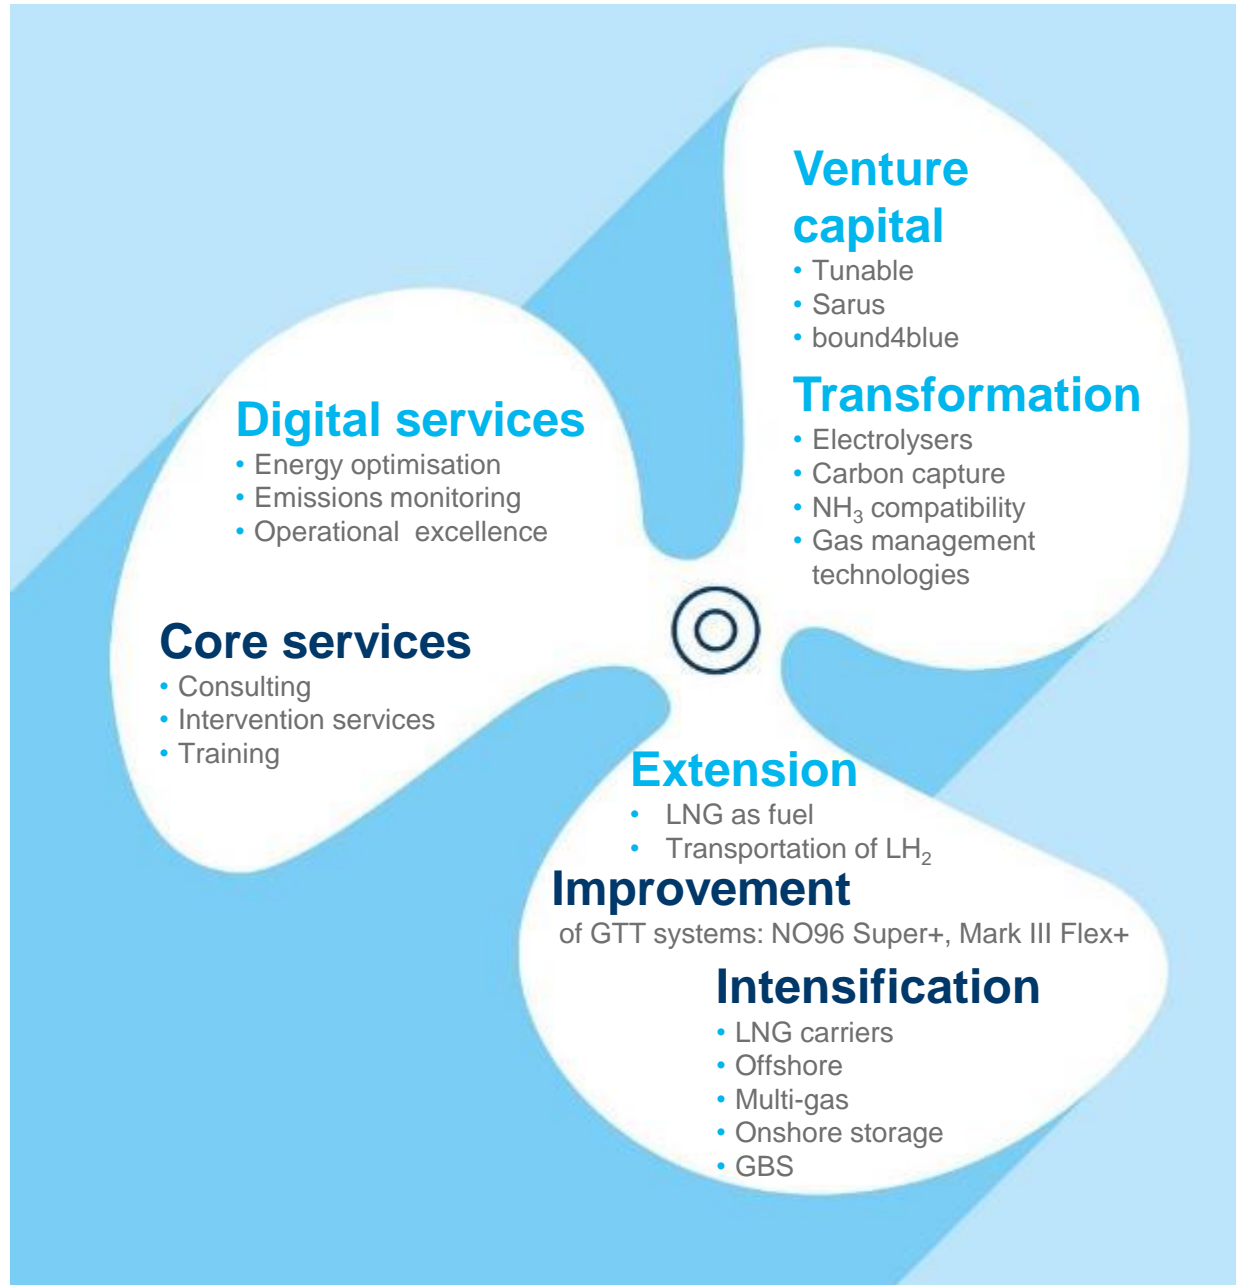 Venture
capital
• Tunable
• Sarus
• bound4blue
Transformation
• Electrolysers
• Carbon capture
• NH₃ compatibility
• Gas management
technologies
Digital services
• Energy optimisation
• Emissions monitoring
• Operational excellence
Core services
• Consulting
• Intervention services
• Training
Extension
• LNG as fuel
• Transportation of LH₂
Improvement
of GTT systems: NO96 Super+, Mark III Flex+
Intensification
• LNG carriers
• Offshore
• Multi-gas
• Onshore storage
• GBS